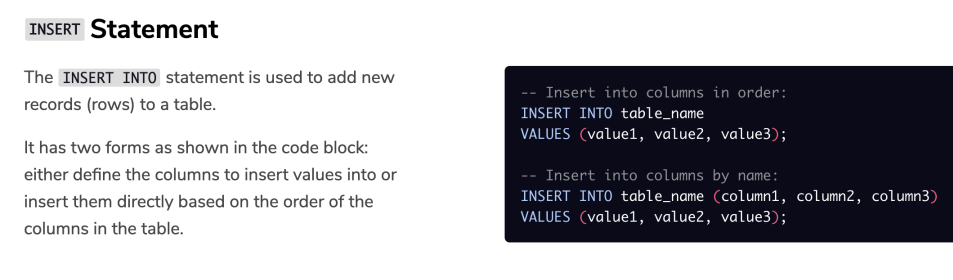 INSERT Statement
The INSERT INTO statement is used to add new
records (rows) to a table.
It has two forms as shown in the code block:
either define the columns to insert values into or
insert them directly based on the order of the
columns in the table.
-- Insert into columns in order:
INSERT INTO table_name
VALUES (value1, value2, value3);
-- Insert into columns by name:
INSERT INTO table_name (column1, column2, column3)
VALUES (value1, value2, value3);